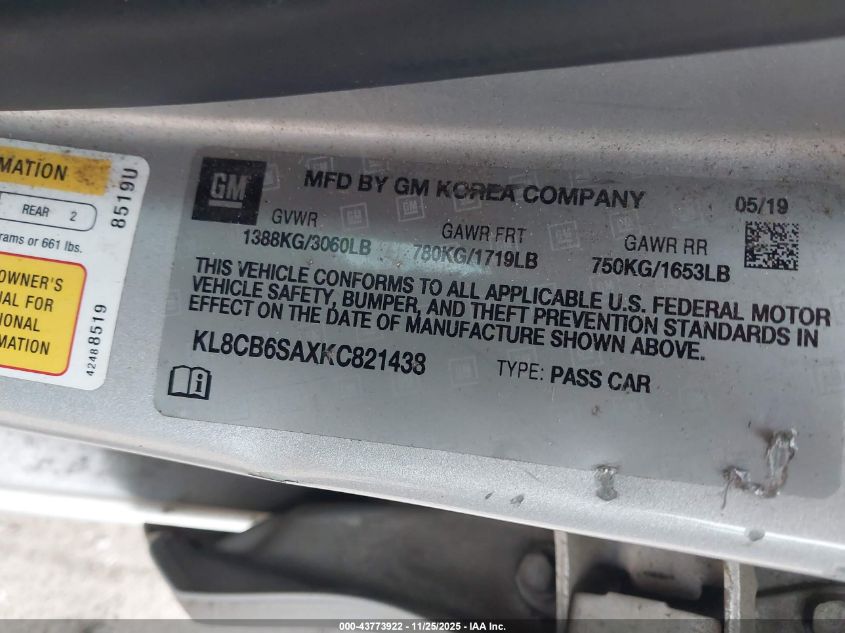 MATION
REAR 2
rams or 661 lbs.
8519U
OWNER'S
AL FOR
IONAL
MATION
42488519
GM
MFD BY GM KOREA COMPANY
05/19
GVWR GAWR FRT GAWR RR
1388KG/3060LB 780KG/1719LB 750KG/1653LB
THIS VEHICLE CONFORMS TO ALL APPLICABLE U.S. FEDERAL MOTOR
VEHICLE SAFETY, BUMPER, AND THEFT PREVENTION STANDARDS IN
EFFECT ON THE DATE OF MANUFACTURE SHOWN ABOVE.
KL8CB6SAXKC821438
TYPE: PASS CAR
000-43773922 - 11/25/2025 - IAA Inc.